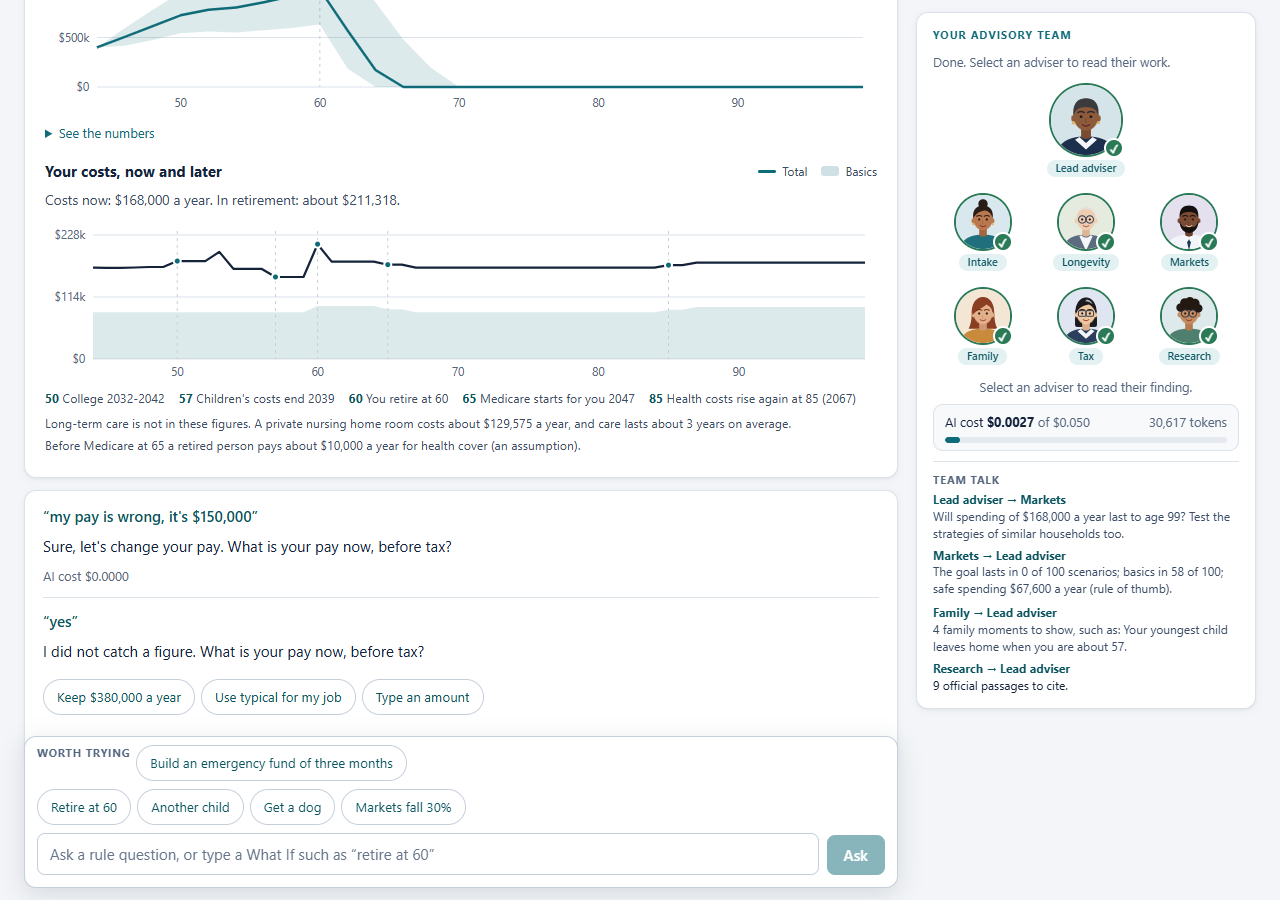 $500k
$0
50 60 70 80 90
See the numbers
Your costs, now and later
Total Basics
Costs now: $168,000 a year. In retirement: about $211,318.
$228k
$114k
$0
50 60 70 80 90
50 College 2032-2042 57 Children's costs end 2039 60 You retire at 60 65 Medicare starts for you 2047 85 Health costs rise again at 85 (2067)
Long-term care is not in these figures. A private nursing home room costs about $129,575 a year, and care lasts about 3 years on average.
Before Medicare at 65 a retired person pays about $10,000 a year for health cover (an assumption).
“my pay is wrong, it's $150,000”
Sure, let's change your pay. What is your pay now, before tax?
AI cost $0.0000
“yes”
I did not catch a figure. What is your pay now, before tax?
Keep $380,000 a year Use typical for my job Type an amount
WORTH TRYING Build an emergency fund of three months
Retire at 60 Another child Get a dog Markets fall 30%
Ask a rule question, or type a What If such as “retire at 60”
Ask
YOUR ADVISORY TEAM
Done. Select an adviser to read their work.
Lead adviser
Intake Longevity Markets
Family Tax Research
Select an adviser to read their finding.
AI cost $0.0027 of $0.050 30,617 tokens
TEAM TALK
Lead adviser → Markets
Will spending of $168,000 a year last to age 99? Test the
strategies of similar households too.
Markets → Lead adviser
The goal lasts in 0 of 100 scenarios; basics in 58 of 100;
safe spending $67,600 a year (rule of thumb).
Family → Lead adviser
4 family moments to show, such as: Your youngest child
leaves home when you are about 57.
Research → Lead adviser
9 official passages to cite.